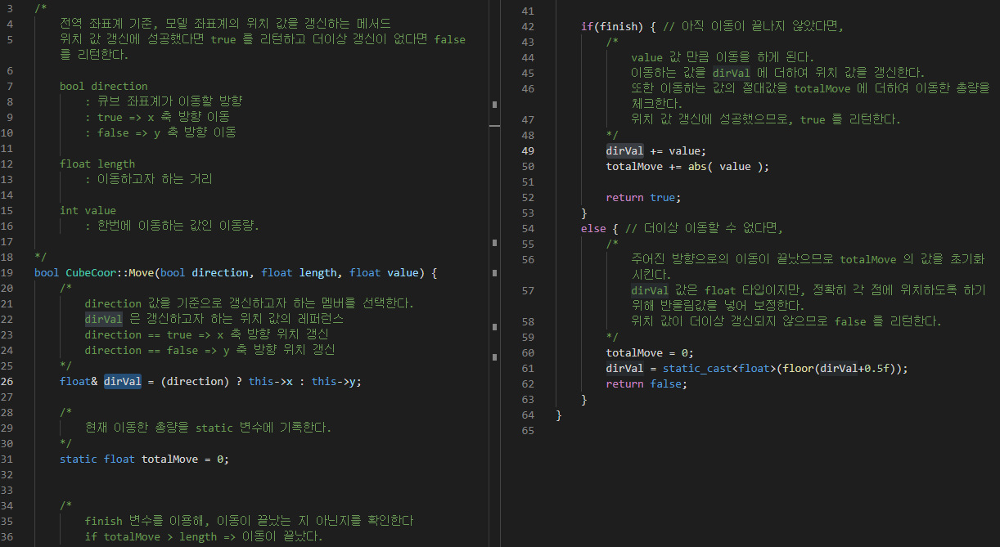 3 /*
4 전역 좌표계 기준, 모델 좌표계의 위치 값을 갱신하는 메서드
5 위치 값 갱신에 성공했다면 true 를 리턴하고 더이상 갱신이 없다면 false
를 리턴한다.
6
7 bool direction
8 : 큐브 좌표계가 이동할 방향
9 : true => x 축 방향 이동
10 : false => y 축 방향 이동
11
12 float length
13 : 이동하고자 하는 거리
14
15 int value
16 : 한번에 이동하는 값인 이동량.
17
18 */
19 bool CubeCoor::Move(bool direction, float length, float value) {
20 /*
21 direction 값을 기준으로 갱신하고자 하는 멤버를 선택한다.
22 dirVal 은 갱신하고자 하는 위치 값의 레퍼런스
23 direction == true => x 축 방향 위치 갱신
24 direction == false => y 축 방향 위치 갱신
25 */
26 float& dirVal = (direction) ? this->x : this->y;
27
28 /*
29 현재 이동한 총량을 static 변수에 기록한다.
30 */
31 static float totalMove = 0;
32
33
34 /*
35 finish 변수를 이용해, 이동이 끝났는 지 아닌지를 확인한다
36 if totalMove > length => 이동이 끝났다.
41
42 if(finish) { // 아직 이동이 끝나지 않았다면,
43 /*
44 value 값 만큼 이동을 하게 된다.
45 이동하는 값을 dirVal 에 더하여 위치 값을 갱신한다.
46 또한 이동하는 값의 절대값을 totalMove 에 더하여 이동한 총량을
체크한다.
47 위치 값 갱신에 성공했으므로, true 를 리턴한다.
48 */
49 dirVal += value;
50 totalMove += abs( value );
51
52 return true;
53 }
54 else { // 더이상 이동할 수 없다면,
55 /*
56 주어진 방향으로의 이동이 끝났으므로 totalMove 의 값을 초기화
시킨다.
57 dirVal 값은 float 타입이지만, 정확히 각 점에 위치하도록 하기
위해 반올림값을 넣어 보정한다.
58 위치 값이 더이상 갱신되지 않으므로 false 를 리턴한다.
59 */
60 totalMove = 0;
61 dirVal = static_cast<float>(floor(dirVal+0.5f));
62 return false;
63 }
64 }
65